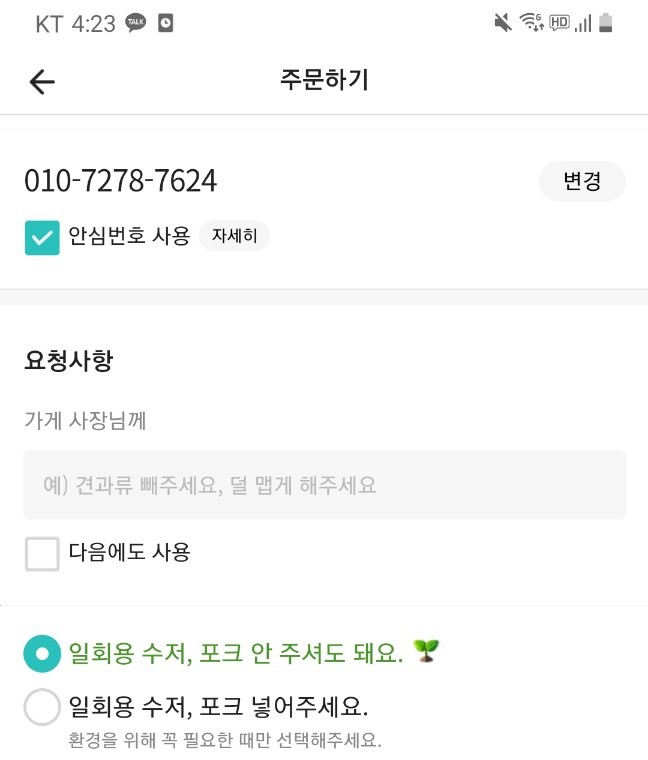 KT 4:23 TALK 6 HD
주문하기
010-7278-7624 변경
안심번호 사용 자세히
요청사항
가게 사장님께
예) 견과류 빼주세요, 덜 맵게 해주세요
다음에도 사용
일회용 수저, 포크 안 주셔도 돼요.
일회용 수저, 포크 넣어주세요.
환경을 위해 꼭 필요한 때만 선택해주세요.